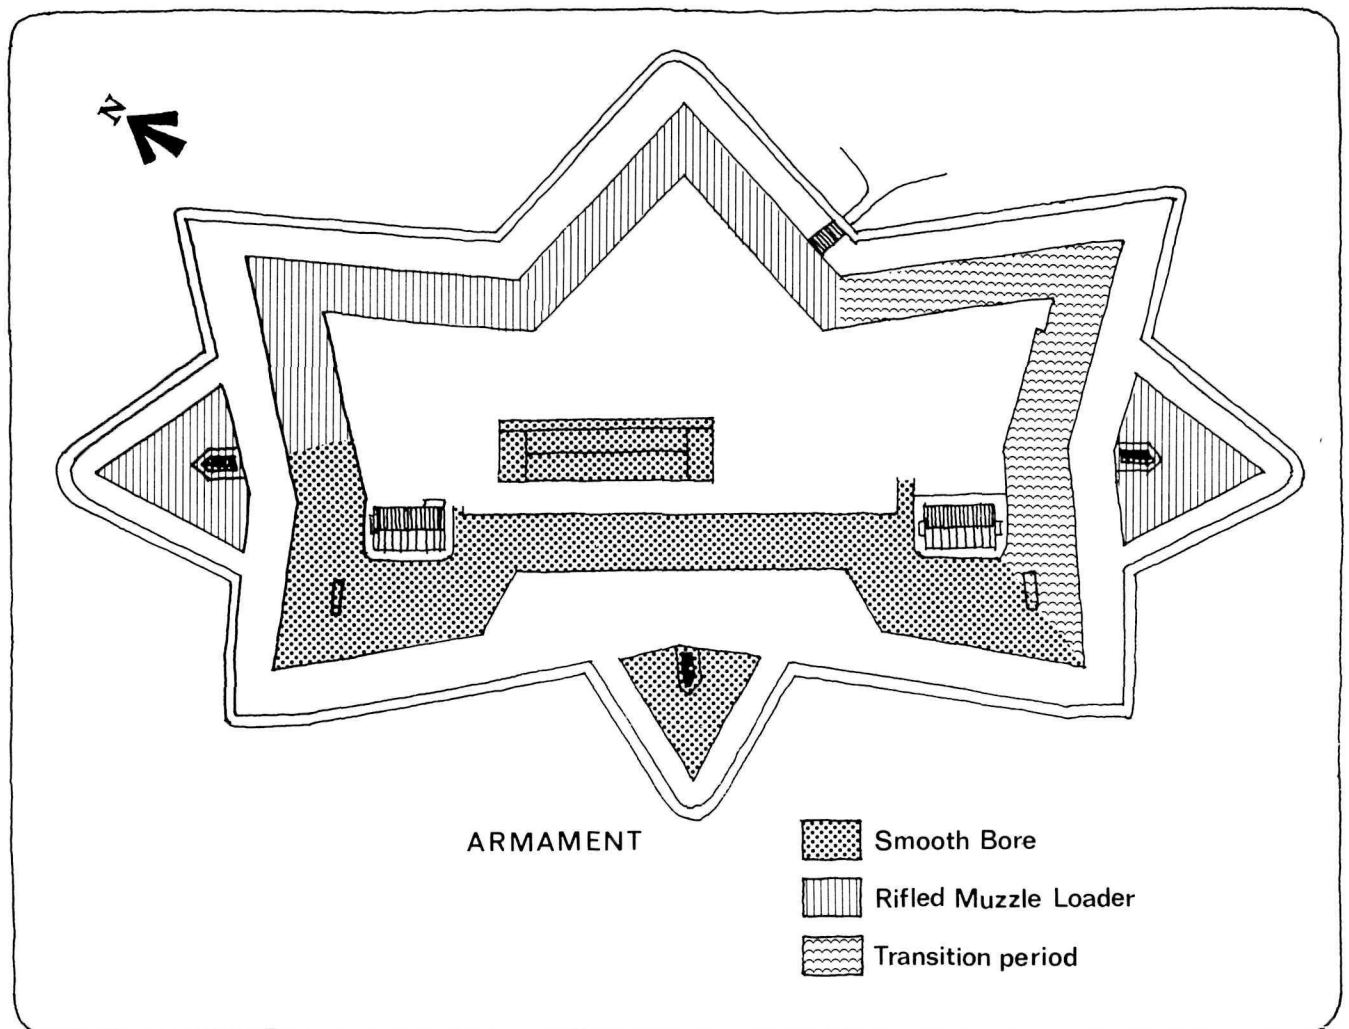 N
ARMAMENT
Smooth Bore
Rifled Muzzle Loader
Transition period